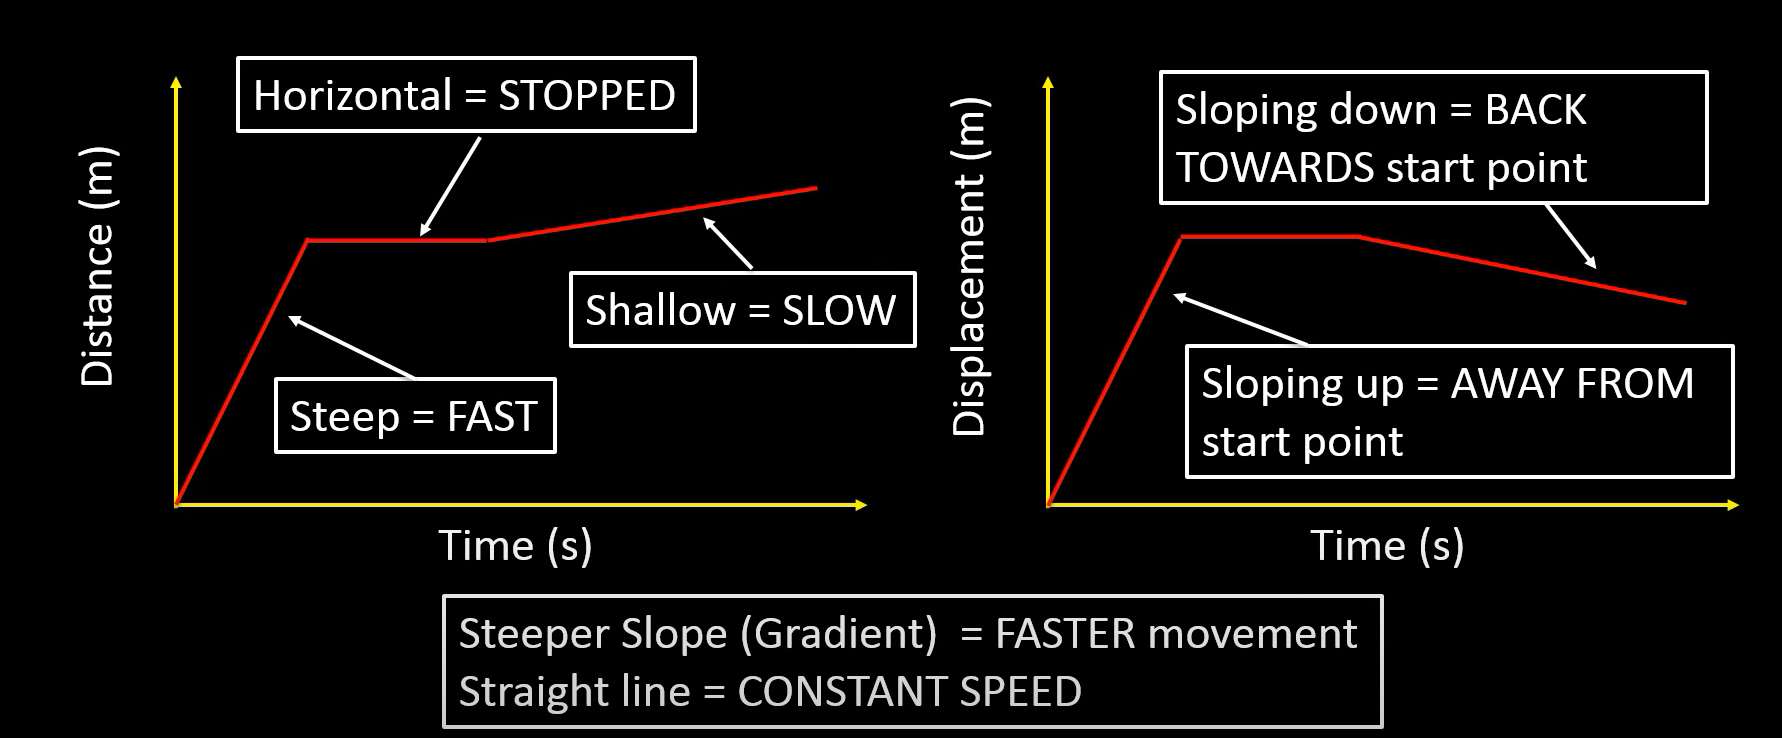 Horizontal = STOPPED
Distance (m)
Shallow = SLOW
Steep = FAST
Time (s)
Sloping down = BACK
TOWARDS start point
Displacement (m)
Sloping up = AWAY FROM
start point
Time (s)
Steeper Slope (Gradient)  = FASTER movement
Straight line = CONSTANT SPEED